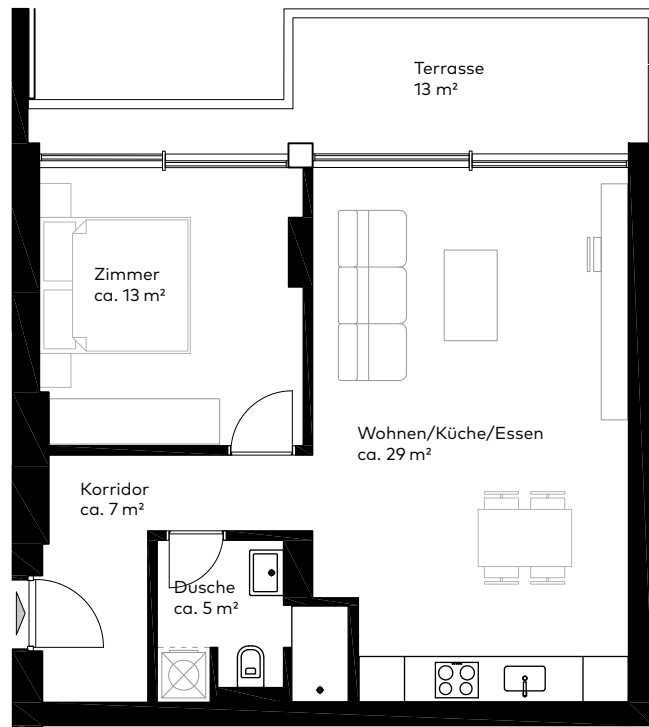 Terrasse
13 m²
Zimmer
ca. 13 m²
Wohnen/Küche/Essen
ca. 29 m²
Korridor
ca. 7 m²
Dusche
ca. 5 m²